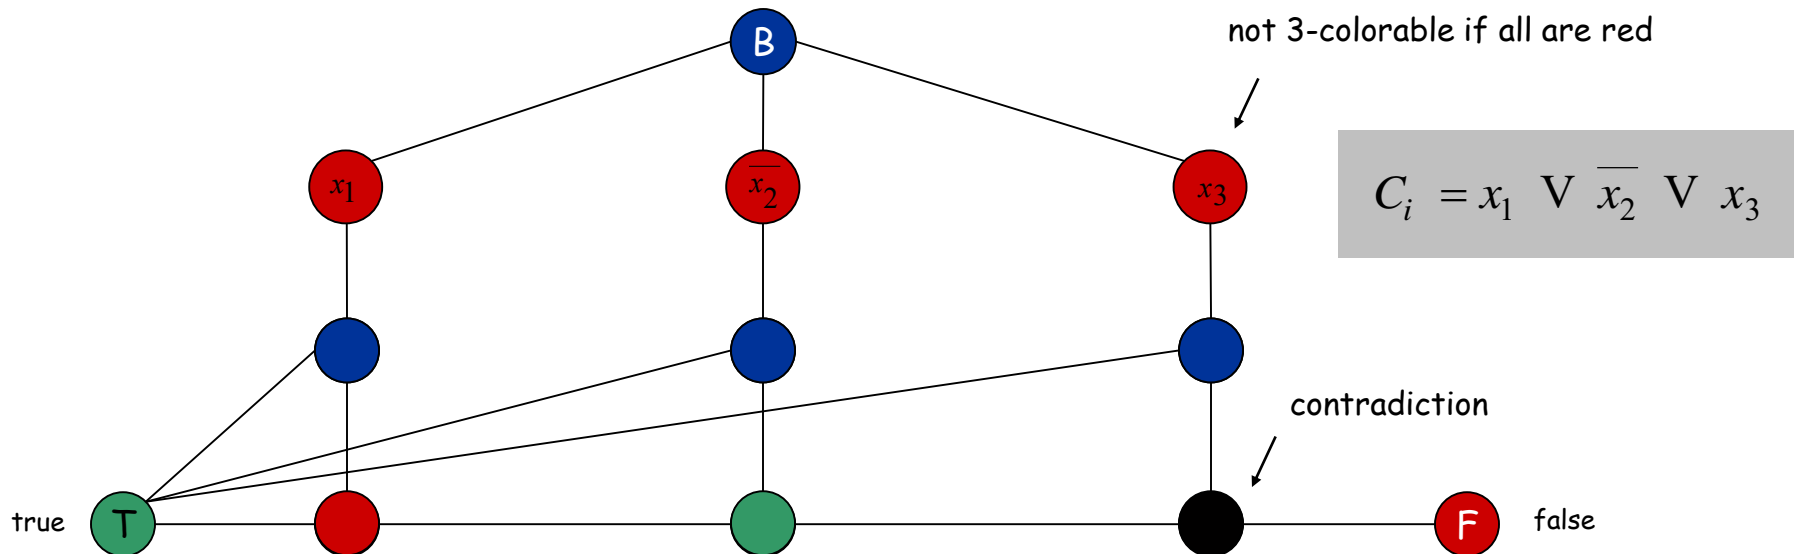 not 3-colorable if all are red
B
x₁
x̅₂
x₃
Cᵢ = x₁ V x̅₂ V x₃
contradiction
true
T
F
false